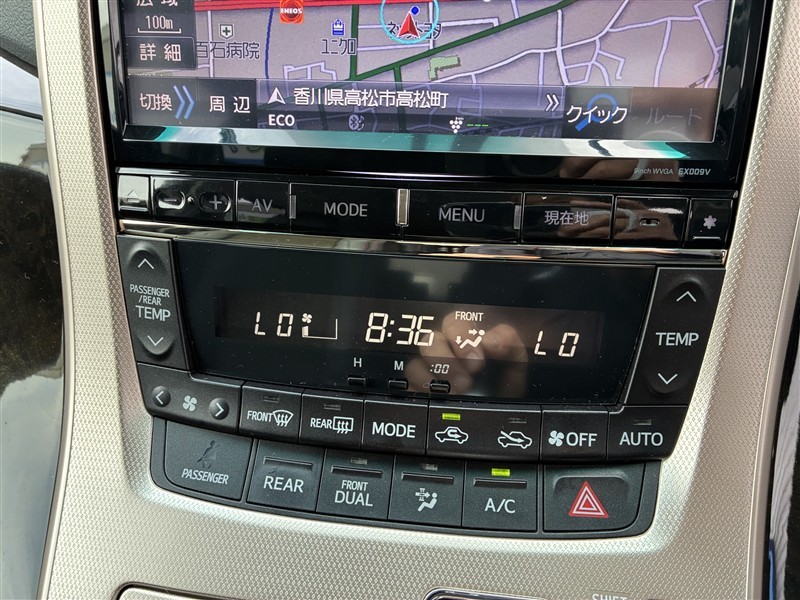 広域
100m
ENEOS
詳細
百石病院
ユニクロ
切換
周辺
香川県高松市高松町
クイック
ルート
ECO
9inch WVGA EX009V
AV
MODE
MENU
現在地
PASSENGER
/REAR
TEMP
LO
8:36
FRONT
LO
TEMP
H
M
:00
FRONT
REAR
MODE
OFF
AUTO
PASSENGER
REAR
FRONT
DUAL
A/C
SHIFT